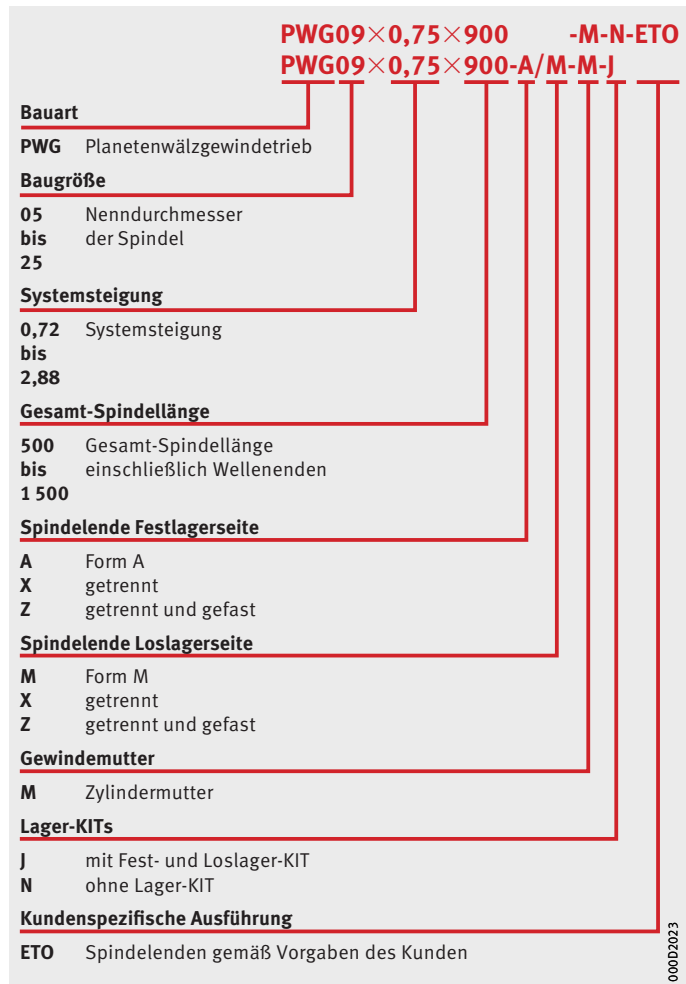 PWG09×0,75×900 -M-N-ETO
PWG09×0,75×900-A/M-M-J
Bauart
PWG Planetenwälzgewindetrieb
Baugröße
05 Nenndurchmesser
bis der Spindel
25
Systemsteigung
0,72 Systemsteigung
bis
2,88
Gesamt-Spindellänge
500 Gesamt-Spindellänge
bis einschließlich Wellenenden
1 500
Spindelende Festlagerseite
A Form A
X getrennt
Z getrennt und gefast
Spindelende Loslagerseite
M Form M
X getrennt
Z getrennt und gefast
Gewindemutter
M Zylindermutter
Lager-KITs
J mit Fest- und Loslager-KIT
N ohne Lager-KIT
Kundenspezifische Ausführung
ETO Spindelenden gemäß Vorgaben des Kunden
000D2023